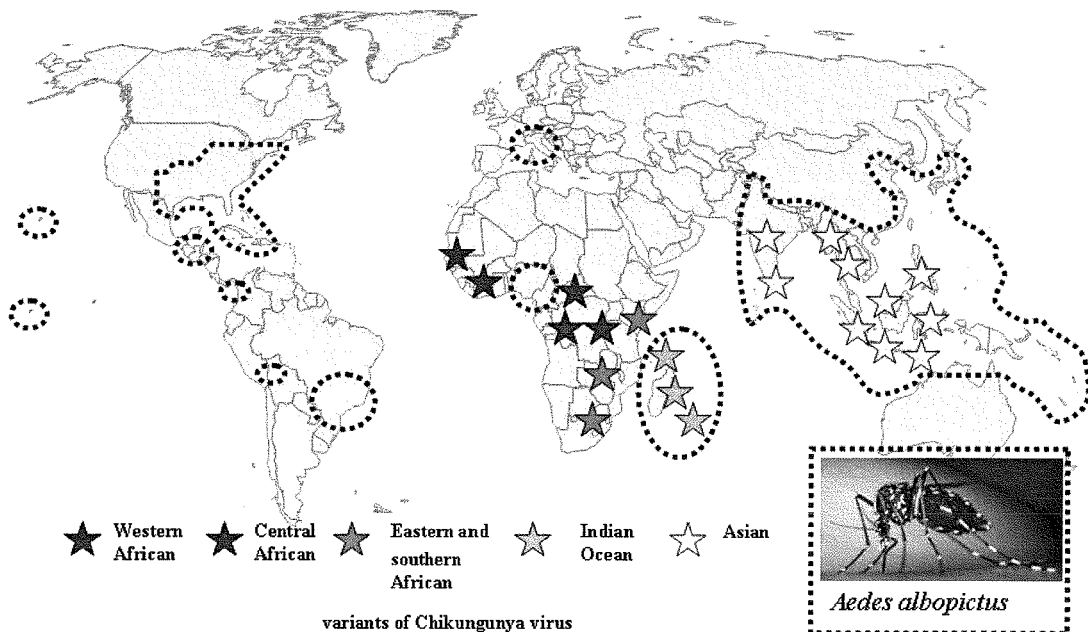 Western
African
Central
African
Eastern and
southern
African
Indian
Ocean
Asian
variants of Chikungunya virus
Aedes albopictus